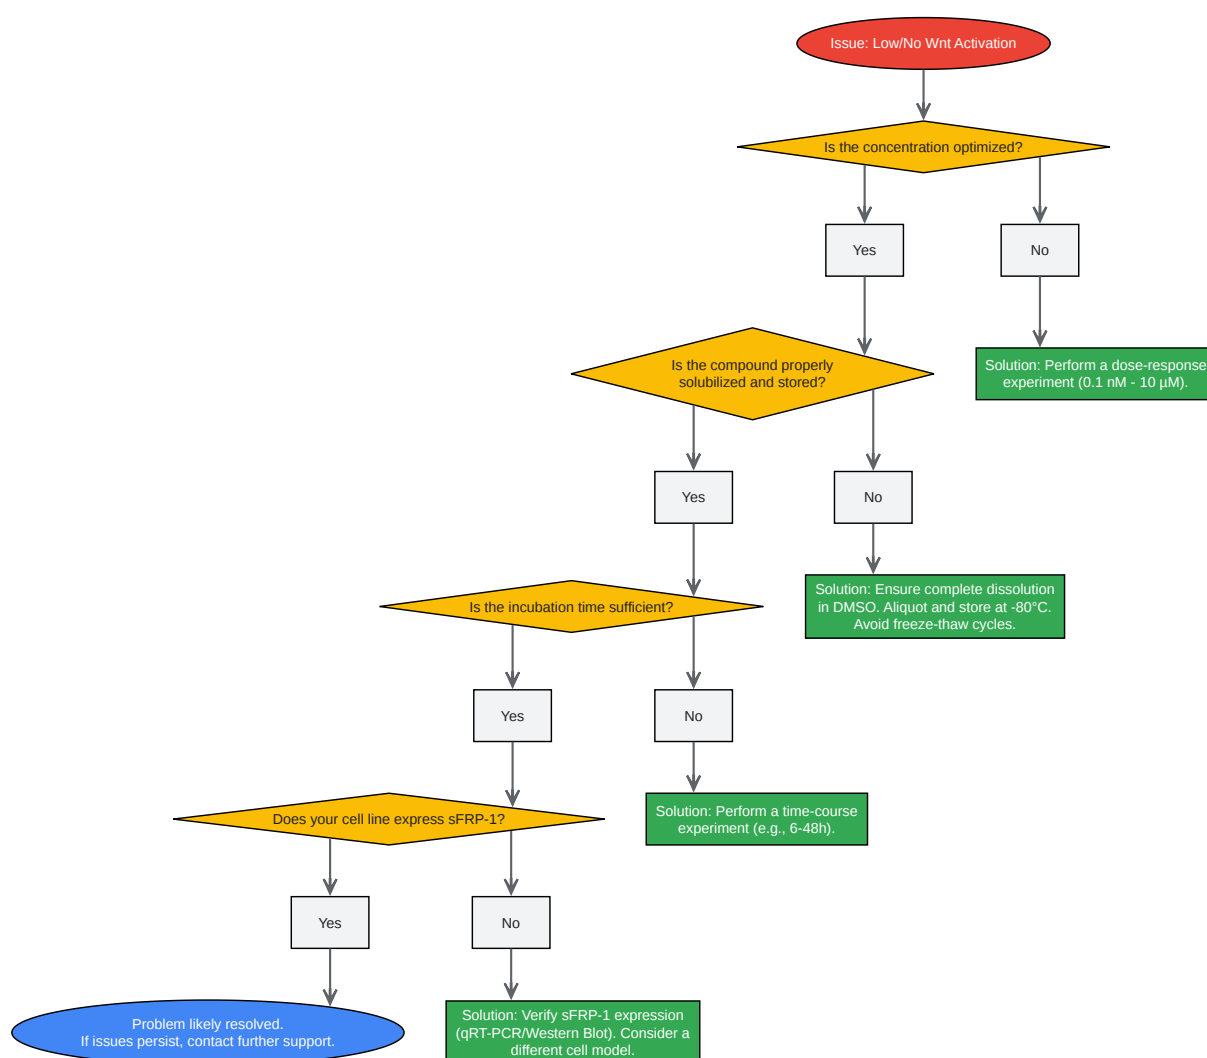 Issue: Low/No Wnt Activation
Is the concentration optimized?
Yes
No
Is the compound properly
solubilized and stored?
Solution: Perform a dose-response
experiment (0.1 nM - 10 µM).
Yes
No
Solution: Ensure complete dissolution
in DMSO. Aliquot and store at -80°C.
Avoid freeze-thaw cycles.
Is the incubation time sufficient?
Yes
No
Solution: Perform a time-course
experiment (e.g., 6-48h).
Does your cell line express sFRP-1?
Yes
No
Problem likely resolved.
If issues persist, contact further support.
Solution: Verify sFRP-1 expression
(qRT-PCR/Western Blot). Consider a
different cell model.